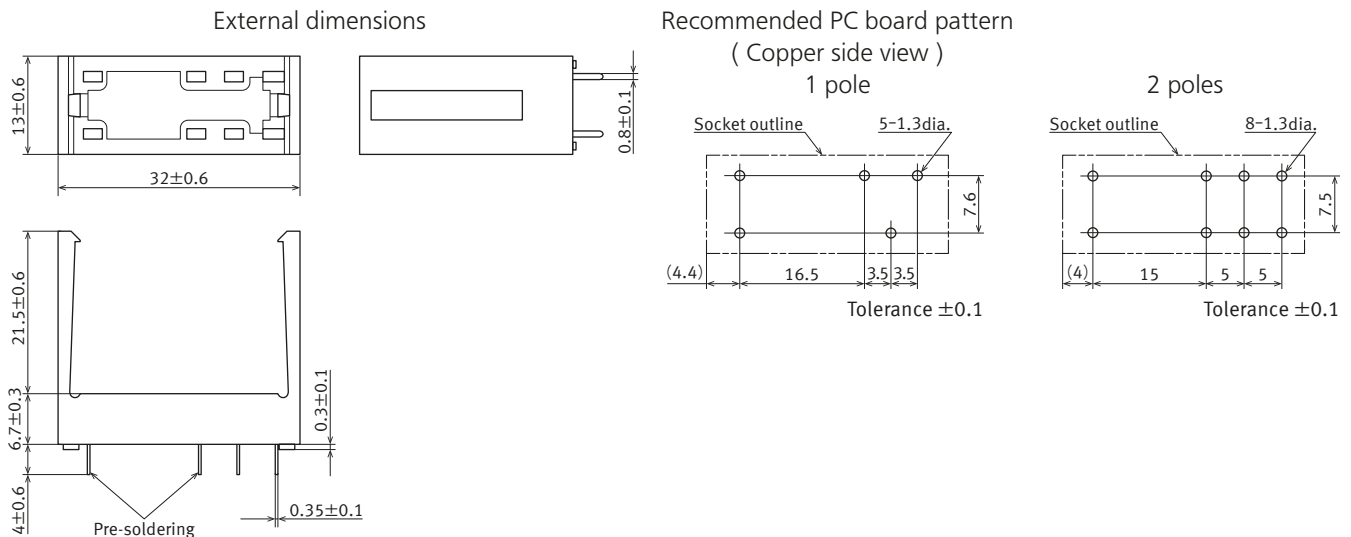 External dimensions
13±0.6
32±0.6
0.8±0.1
21.5±0.6
6.7±0.3
4±0.6
0.3±0.1
0.35±0.1
Pre-soldering
Recommended PC board pattern
( Copper side view )
1 pole
Socket outline
5-1.3dia.
7.6
(4.4)
16.5
3.5
3.5
Tolerance ±0.1
2 poles
Socket outline
8-1.3dia.
7.5
(4)
15
5
5
Tolerance ±0.1